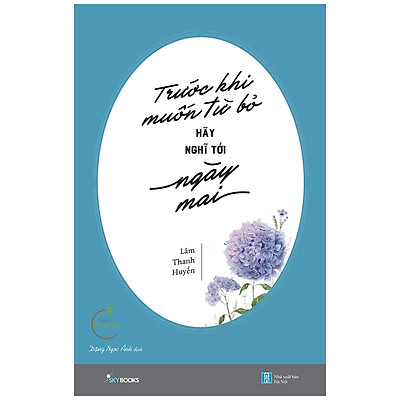 Trước khi
muốn từ bỏ
HÃY
NGHĨ TỚI
ngày
mai
Lâm
Thanh
Huyền
Đặng Ngọc Anh dịch
SKYBOOKS
Nhà xuất bản
Hà Nội